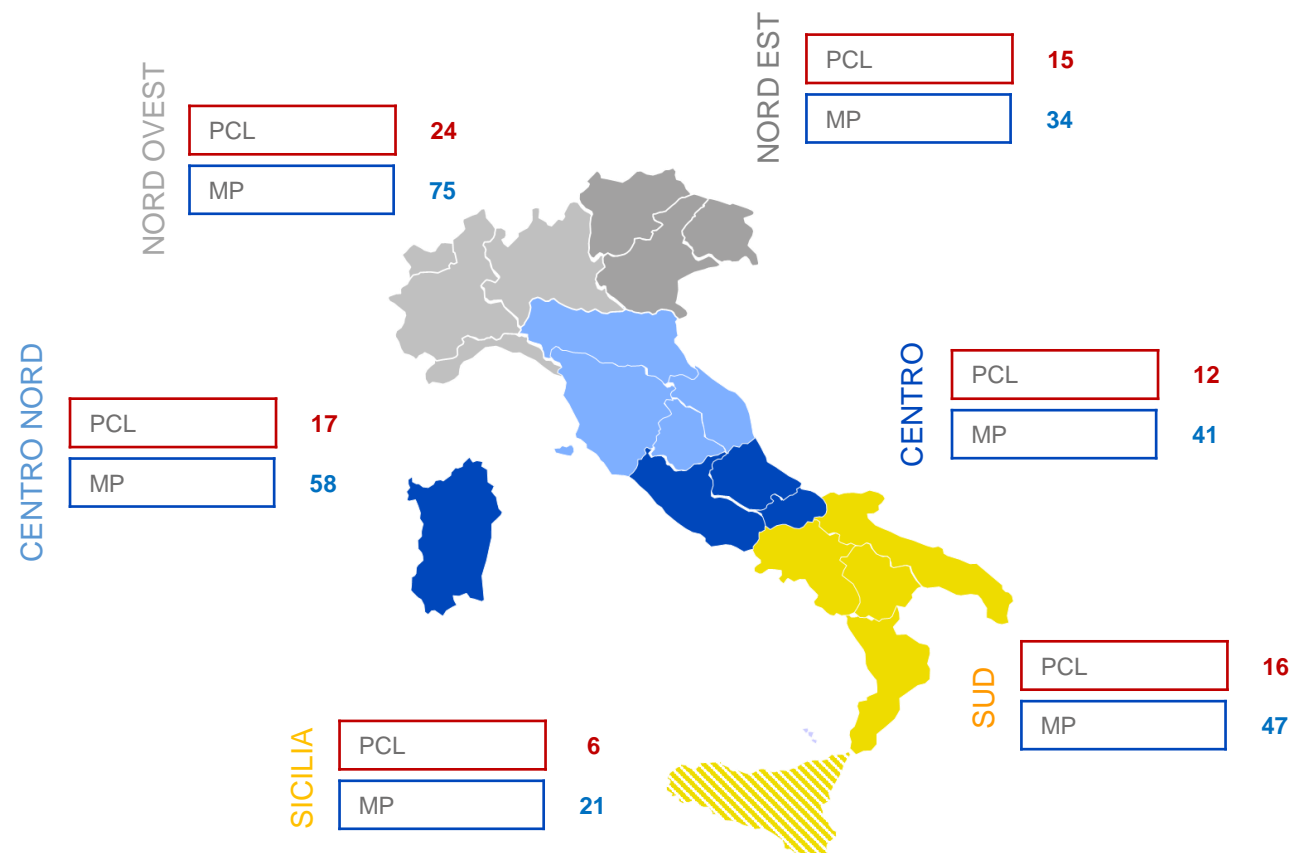 NORD EST
PCL 15
MP 34
NORD OVEST
PCL 24
MP 75
CENTRO NORD
PCL 17
MP 58
CENTRO
PCL 12
MP 41
SUD
PCL 16
MP 47
SICILIA
PCL 6
MP 21